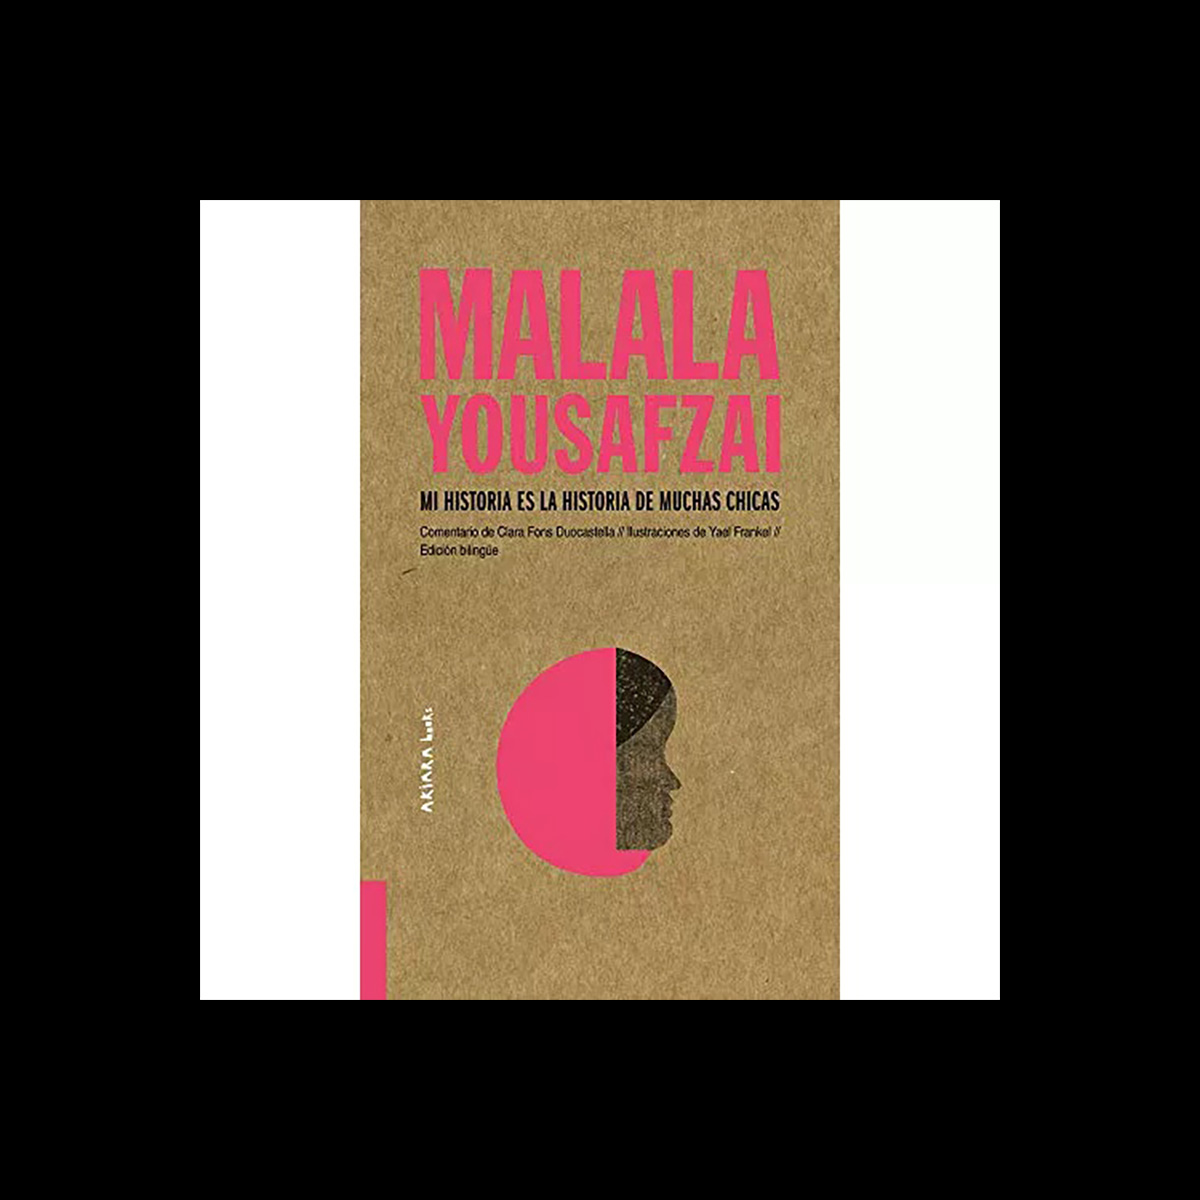 MALALA
YOUSAFZAI
MI HISTORIA ES LA HISTORIA DE MUCHAS CHICAS
Comentario de Clara Fons Duocastella // Ilustraciones de Yael Frankel //
Edición bilingüe
AKIARA books